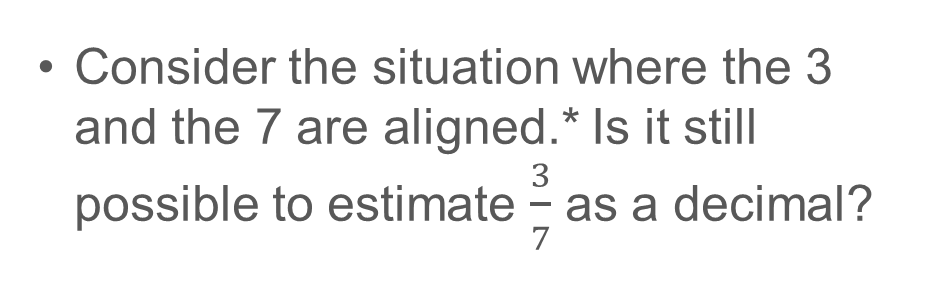 • Consider the situation where the 3
and the 7 are aligned.* Is it still
possible to estimate 3/7 as a decimal?